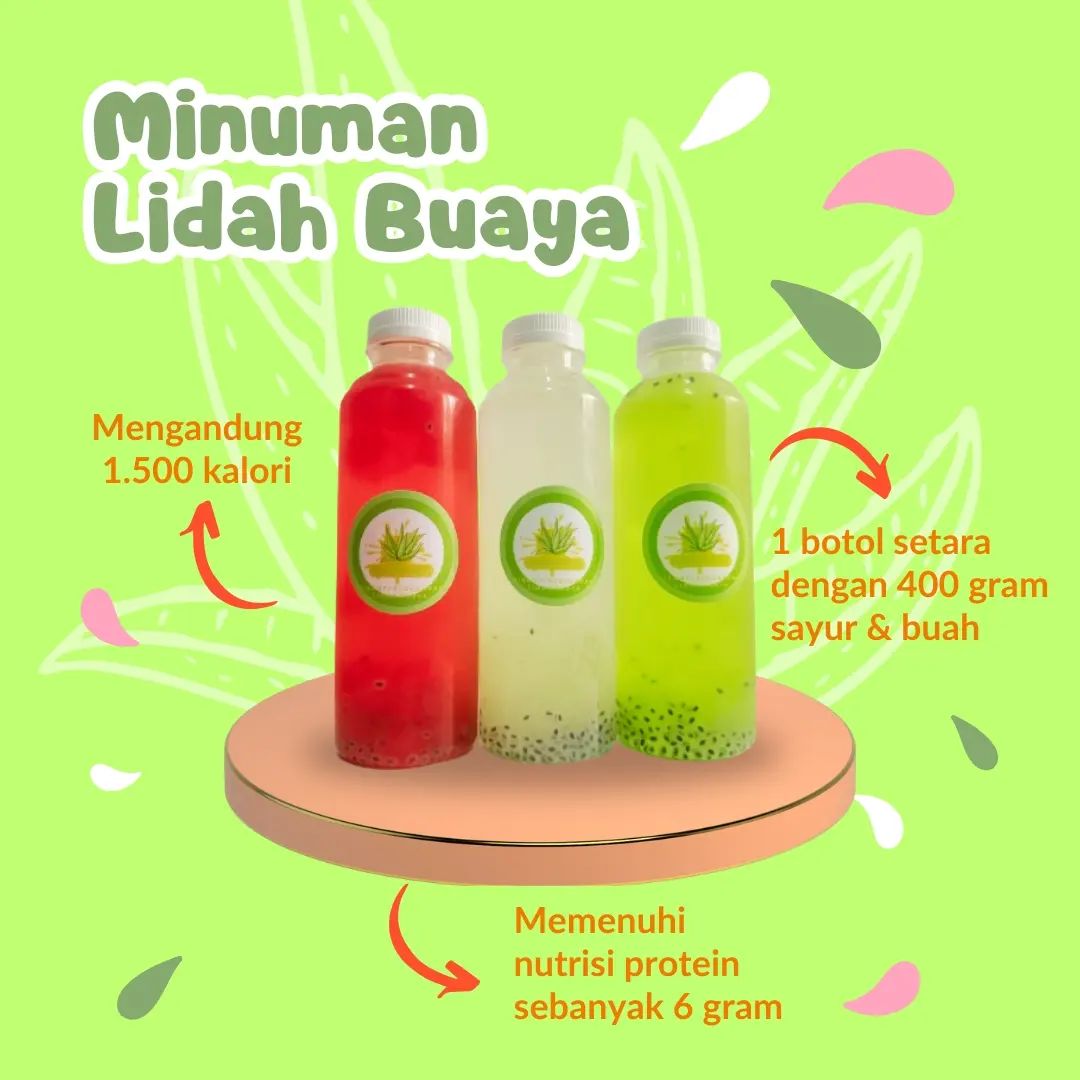 Minuman
Lidah Buaya
Mengandung
1.500 kalori
1 botol setara
dengan 400 gram
sayur & buah
Memenuhi
nutrisi protein
sebanyak 6 gram